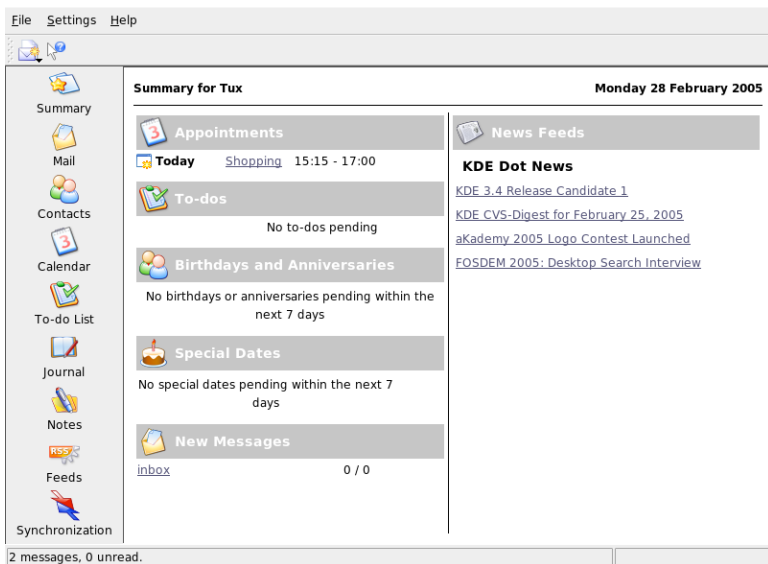 File Settings Help
Summary
Mail
Contacts
Calendar
To-do List
Journal
Notes
RSS
Feeds
Synchronization
Summary for Tux
Monday 28 February 2005
3 Appointments
Today Shopping 15:15 - 17:00
To-dos
No to-dos pending
Birthdays and Anniversaries
No birthdays or anniversaries pending within the
next 7 days
Special Dates
No special dates pending within the next 7
days
New Messages
inbox 0 / 0
News Feeds
KDE Dot News
KDE 3.4 Release Candidate 1
KDE CVS-Digest for February 25, 2005
aKademy 2005 Logo Contest Launched
FOSDEM 2005: Desktop Search Interview
2 messages, 0 unread.